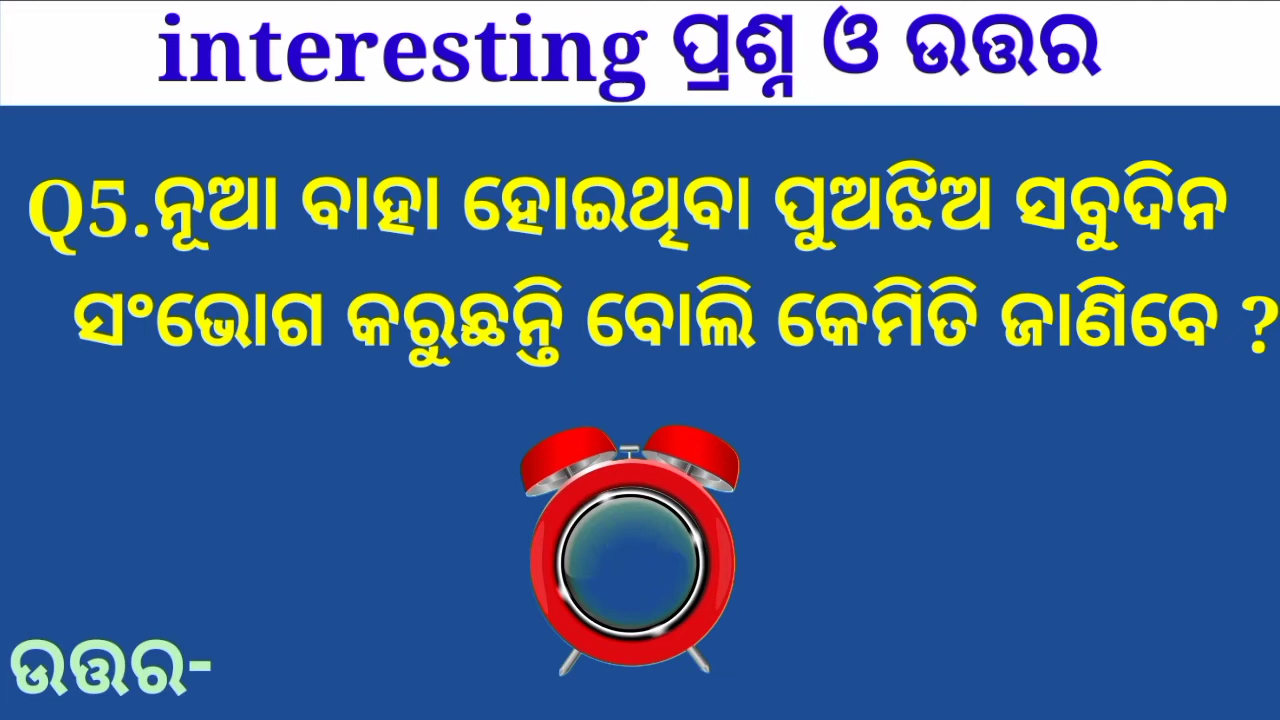 interesting ପ୍ରଶ୍ନ ଓ ଉତ୍ତର
Q5.ନୂଆ ବାହା ହୋଇଥିବା ପୁଅଝିଅ ସବୁଦିନ
ସଂଭୋଗ କରୁଛନ୍ତି ବୋଲି କେମିତି ଜାଣିବେ ?
ଉତ୍ତର-